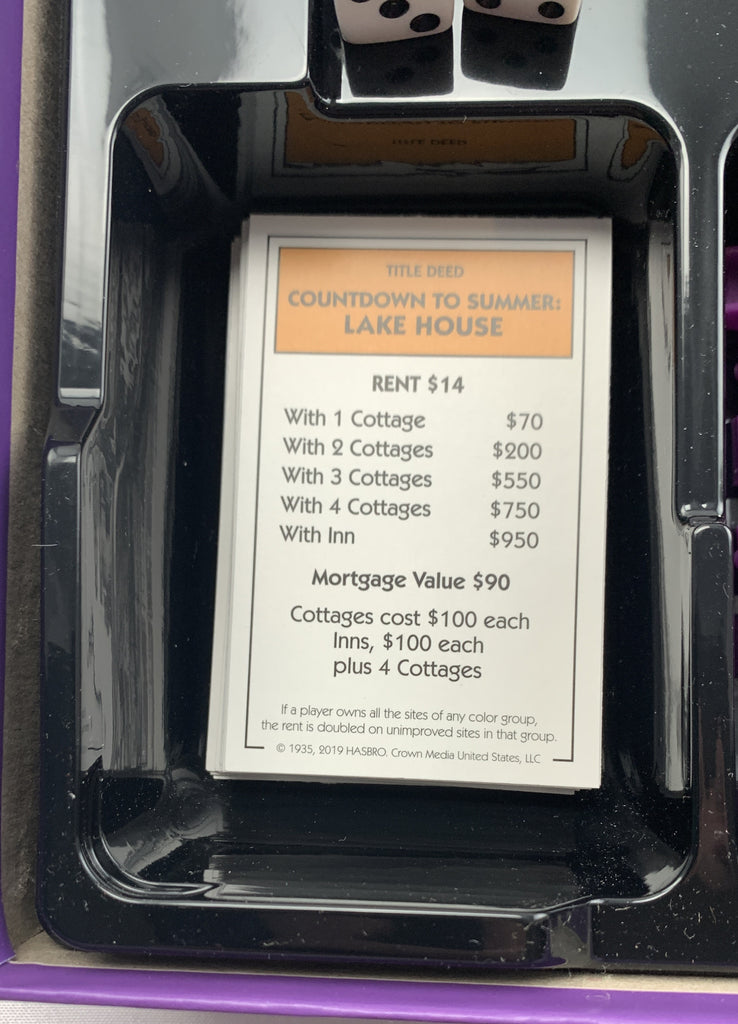 TITLE DEED
COUNTDOWN TO SUMMER:
LAKE HOUSE
RENT $14
With 1 Cottage $70
With 2 Cottages $200
With 3 Cottages $550
With 4 Cottages $750
With Inn $950
Mortgage Value $90
Cottages cost $100 each
Inns, $100 each
plus 4 Cottages
If a player owns all the sites of any color group,
the rent is doubled on unimproved sites in that group.
© 1935, 2019 HASBRO. Crown Media United States, LLC